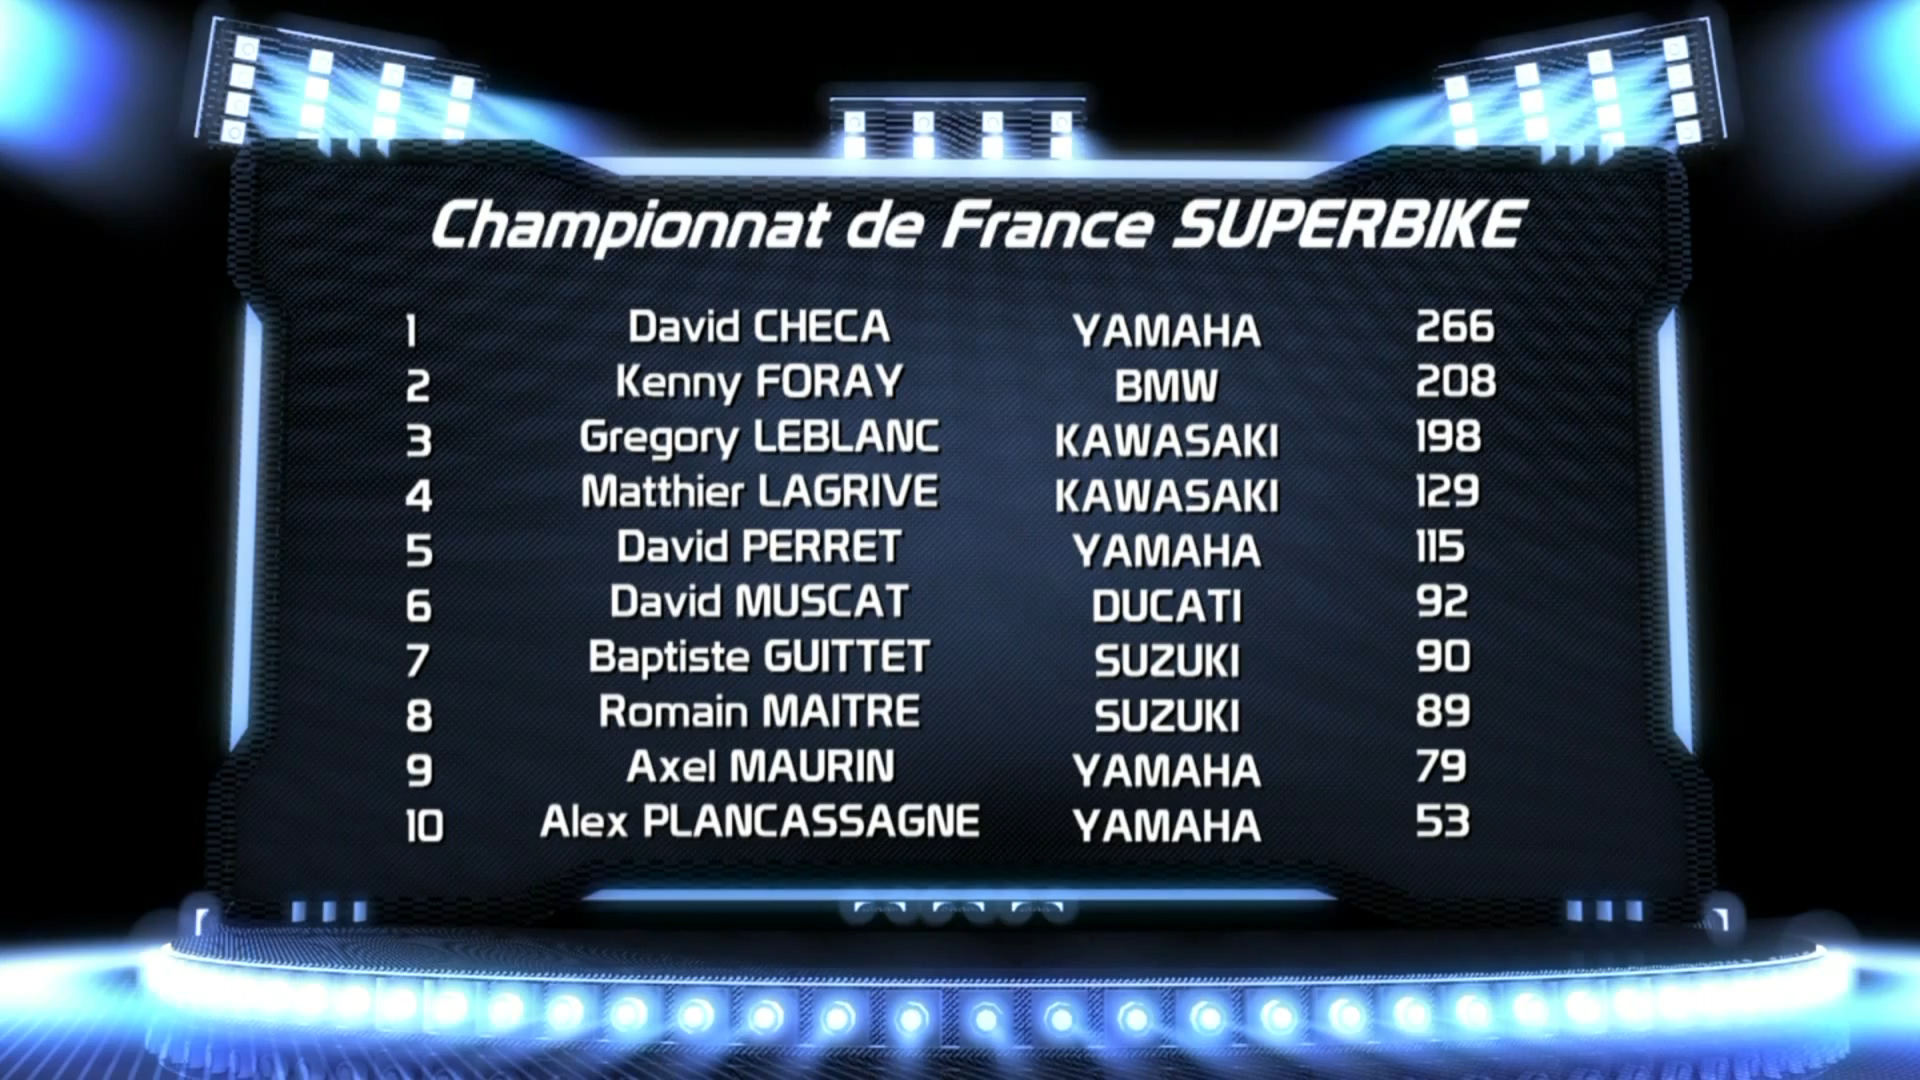 Championnat de France SUPERBIKE
1 David CHECA YAMAHA 266
2 Kenny FORAY BMW 208
3 Gregory LEBLANC KAWASAKI 198
4 Matthier LAGRIVE KAWASAKI 129
5 David PERRET YAMAHA 115
6 David MUSCAT DUCATI 92
7 Baptiste GUITTET SUZUKI 90
8 Romain MAITRE SUZUKI 89
9 Axel MAURIN YAMAHA 79
10 Alex PLANCASSAGNE YAMAHA 53